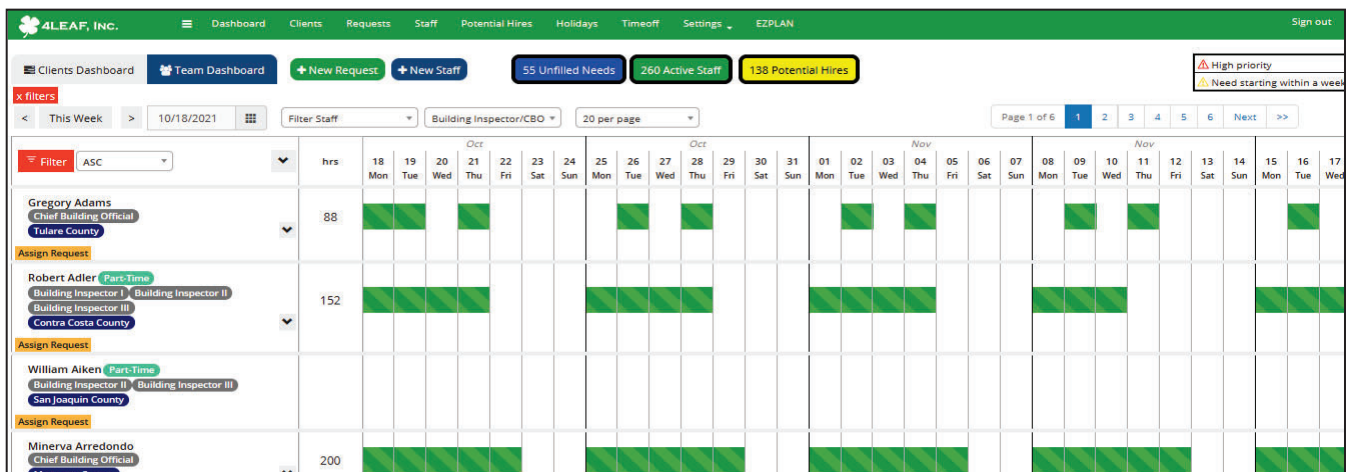 4LEAF, INC. Dashboard Clients Requests Staff Potential Hires Holidays Timeoff Settings EZPLAN Sign out
Clients Dashboard Team Dashboard + New Request + New Staff 55 Unfilled Needs 260 Active Staff 138 Potential Hires High priority
Need starting within a week
x filters
< This Week > 10/18/2021 Filter Staff Building Inspector/CBO 20 per page Page 1 of 6 1 2 3 4 5 6 Next >>
Oct Oct Nov Nov
Filter ASC hrs 18 19 20 21 22 23 24 25 26 27 28 29 30 31 01 02 03 04 05 06 07 08 09 10 11 12 13 14 15 16 17
Mon Tue Wed Thu Fri Sat Sun Mon Tue Wed Thu Fri Sat Sun Mon Tue Wed Thu Fri Sat Sun Mon Tue Wed Thu Fri Sat Sun Mon Tue Wed
Gregory Adams
Chief Building Official 88
Tulare County
Assign Request
Robert Adler Part-Time
Building Inspector I Building Inspector II
Building Inspector III 152
Contra Costa County
Assign Request
William Aiken Part-Time
Building Inspector II Building Inspector III
San Joaquin County
Assign Request
Minerva Arredondo
Chief Building Official 200